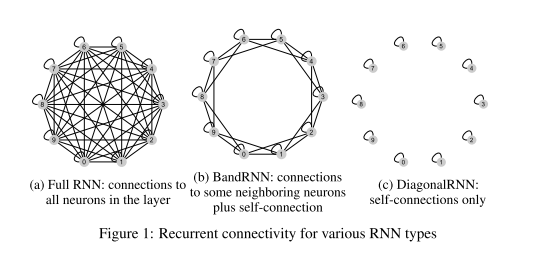 6 5
7 4
8 3
9 2
0 1
6 5
7 4
8 3
9 2
0 1
6 5
7 4
8 3
9 2
0 1
(a) Full RNN: connections to
all neurons in the layer
(b) BandRNN: connections
to some neighboring neurons
plus self-connection
(c) DiagonalRNN:
self-connections only
Figure 1: Recurrent connectivity for various RNN types